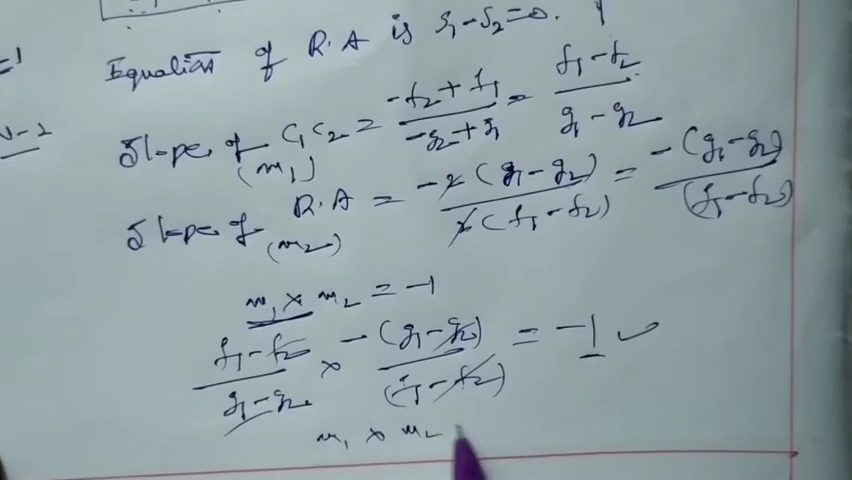 =1
Equation of R.A is S₁-S₂=0.
V-2
Slope of C₁C₂ = (-f₂+f₁)/(-g₂+g₁) = (f₁-f₂)/(g₁-g₂)
(m₁)
Slope of R.A = -2(g₁-g₂)/2(f₁-f₂) = -(g₁-g₂)/(f₁-f₂)
(m₂)
m₁ × m₂ = -1
(f₁-f₂)/(g₁-g₂) × -(g₁-g₂)/(f₁-f₂) = -1 ✓
m₁ × m₂